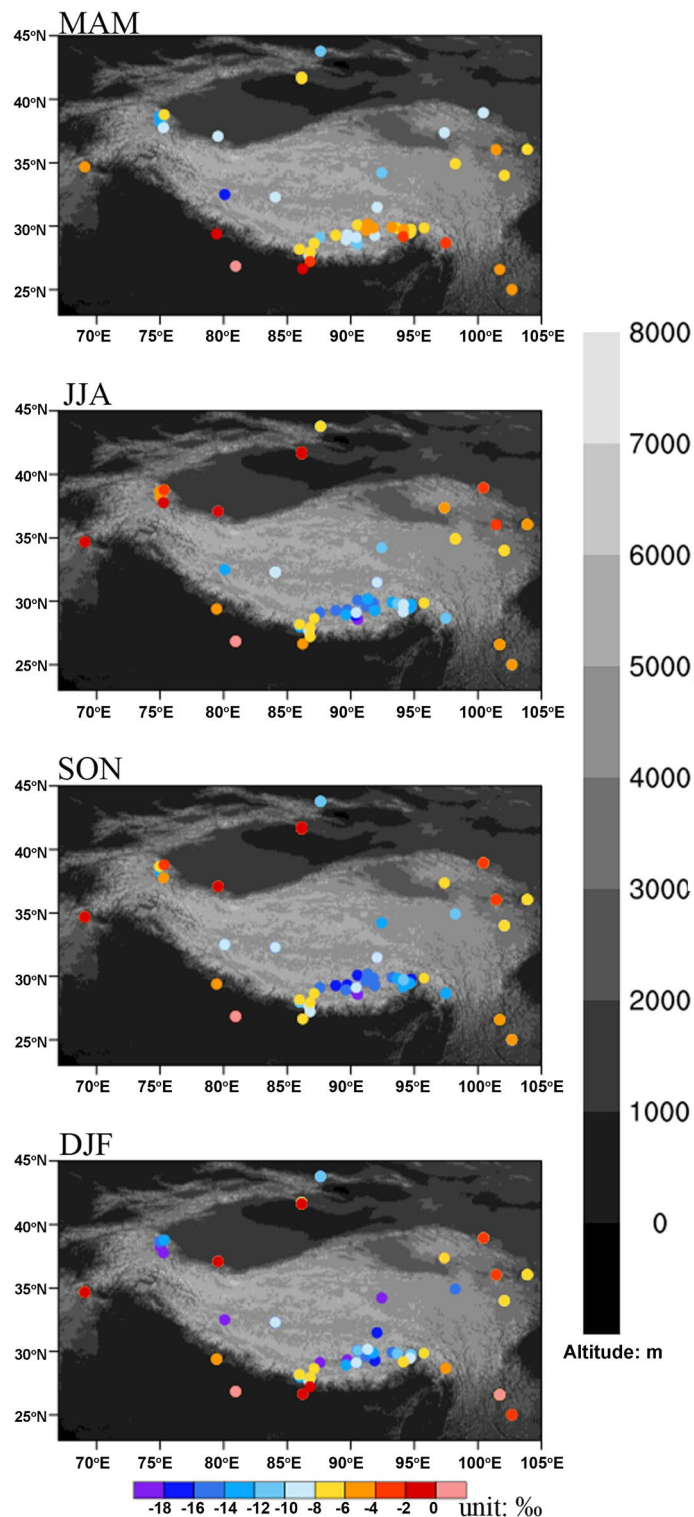 MAM
45°N
40°N
35°N
30°N
25°N
70°E 75°E 80°E 85°E 90°E 95°E 100°E 105°E
JJA
45°N
40°N
35°N
30°N
25°N
70°E 75°E 80°E 85°E 90°E 95°E 100°E 105°E
SON
45°N
40°N
35°N
30°N
25°N
70°E 75°E 80°E 85°E 90°E 95°E 100°E 105°E
DJF
45°N
40°N
35°N
30°N
25°N
70°E 75°E 80°E 85°E 90°E 95°E 100°E 105°E
8000
7000
6000
5000
4000
3000
2000
1000
0
Altitude: m
-18 -16 -14 -12 -10 -8 -6 -4 -2 0 unit: ‰